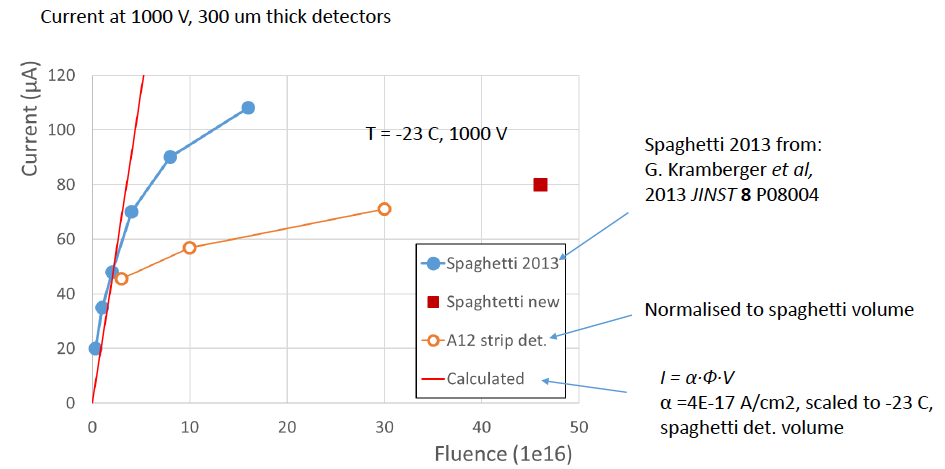 Current at 1000 V, 300 um thick detectors
Current (µA)
120
100
80
60
40
20
0
0 10 20 30 40 50
Fluence (1e16)
T = -23 C, 1000 V
Spaghetti 2013
Spaghtetti new
A12 strip det.
Calculated
Spaghetti 2013 from:
G. Kramberger et al,
2013 JINST 8 P08004
Normalised to spaghetti volume
I = α·Φ·V
α =4E-17 A/cm2, scaled to -23 C,
spaghetti det. volume